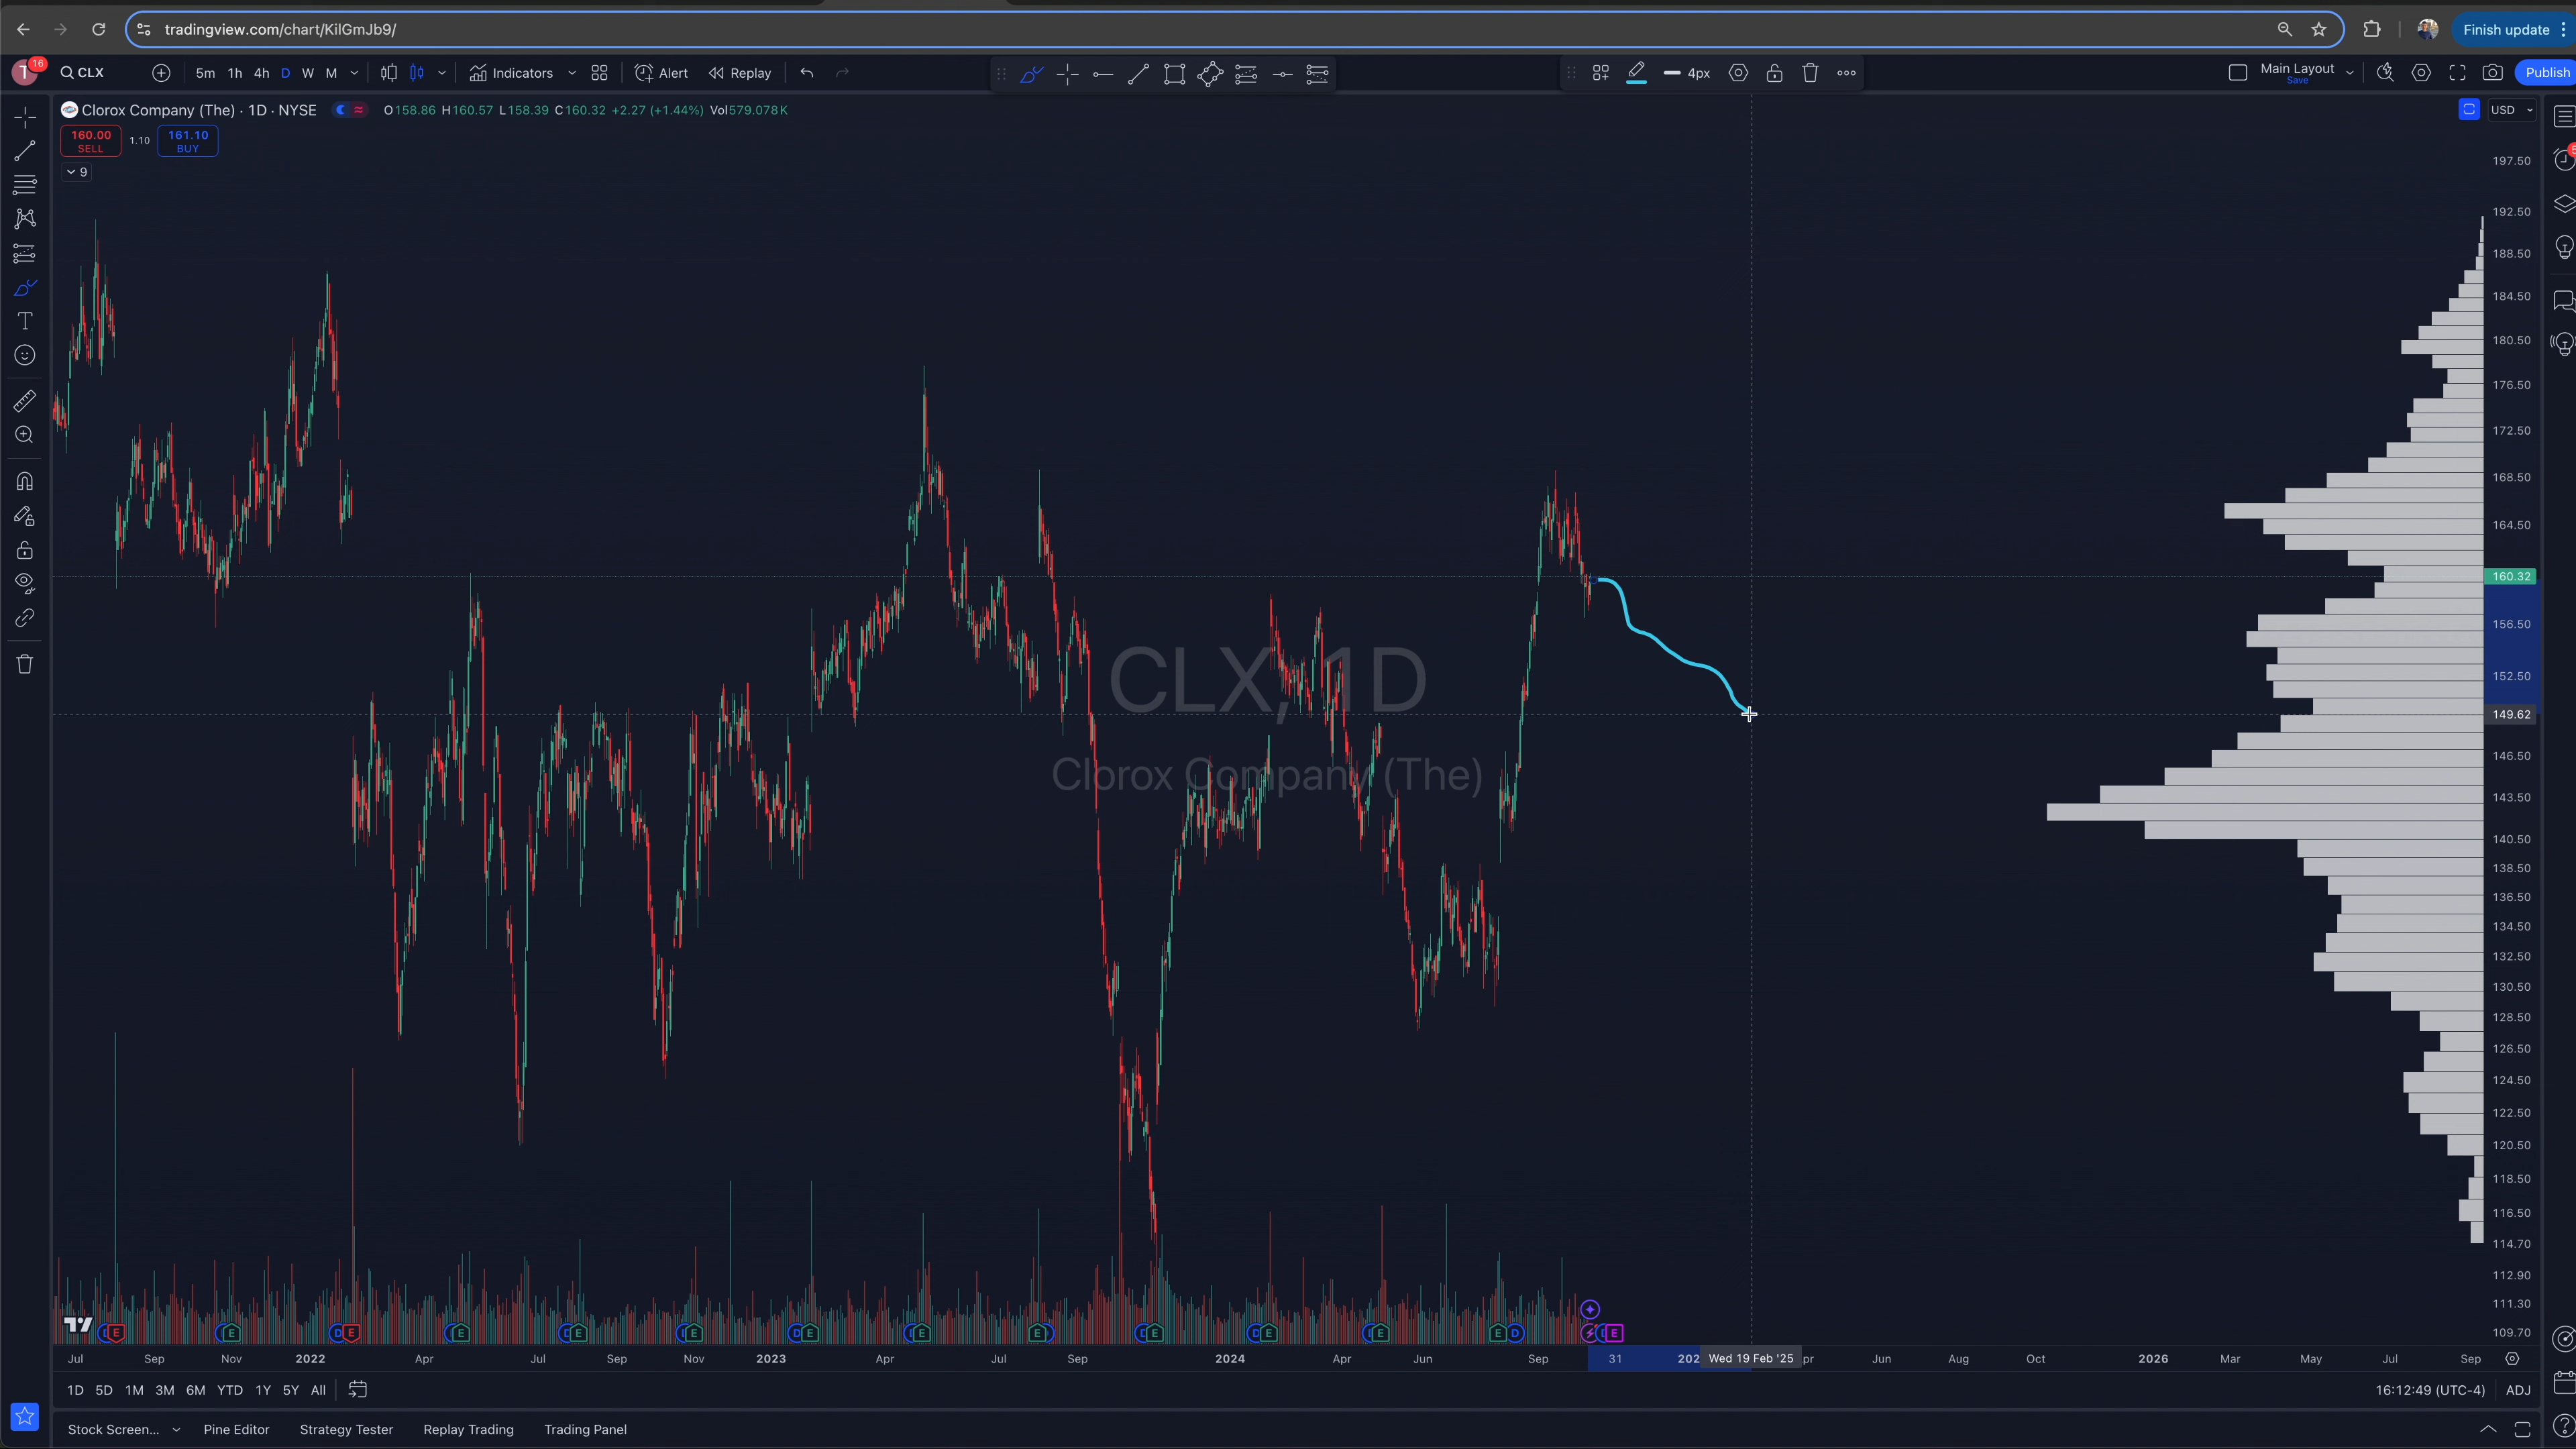 tradingview.com/chart/KilGmJb9/
Finish update
T 16
CLX
5m 1h 4h D W M
Indicators
Alert
Replay
4px
Main Layout
Save
Publish
Clorox Company (The) · 1D · NYSE
O158.86 H160.57 L158.39 C160.32 +2.27 (+1.44%) Vol579.078K
USD
160.00
SELL
1.10
161.10
BUY
9
197.50
192.50
188.50
184.50
180.50
176.50
172.50
168.50
164.50
160.32
156.50
152.50
149.62
146.50
143.50
140.50
138.50
136.50
134.50
132.50
130.50
128.50
126.50
124.50
122.50
120.50
118.50
116.50
114.70
112.90
111.30
109.70
CLX, 1D
Clorox Company (The)
Jul Sep Nov 2022 Apr Jul Sep Nov 2023 Apr Jul Sep 2024 Apr Jun Sep 31 202 Wed 19 Feb '25 pr Jun Aug Oct 2026 Mar May Jul Sep
1D 5D 1M 3M 6M YTD 1Y 5Y All
16:12:49 (UTC-4) ADJ
Stock Screen... Pine Editor Strategy Tester Replay Trading Trading Panel